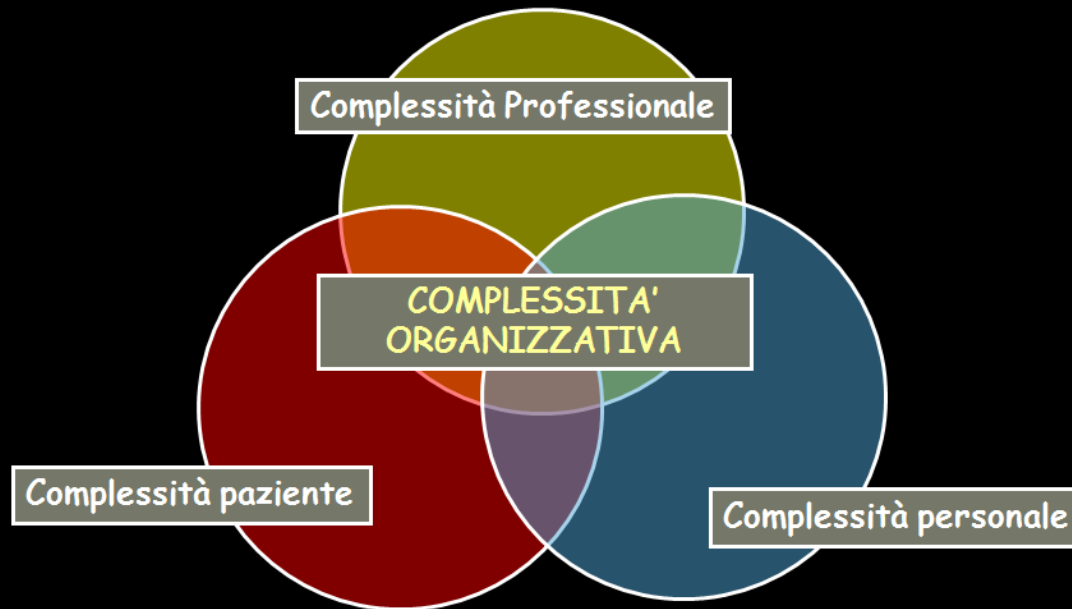 Complessità Professionale
COMPLESSITA'
ORGANIZZATIVA
Complessità paziente
Complessità personale